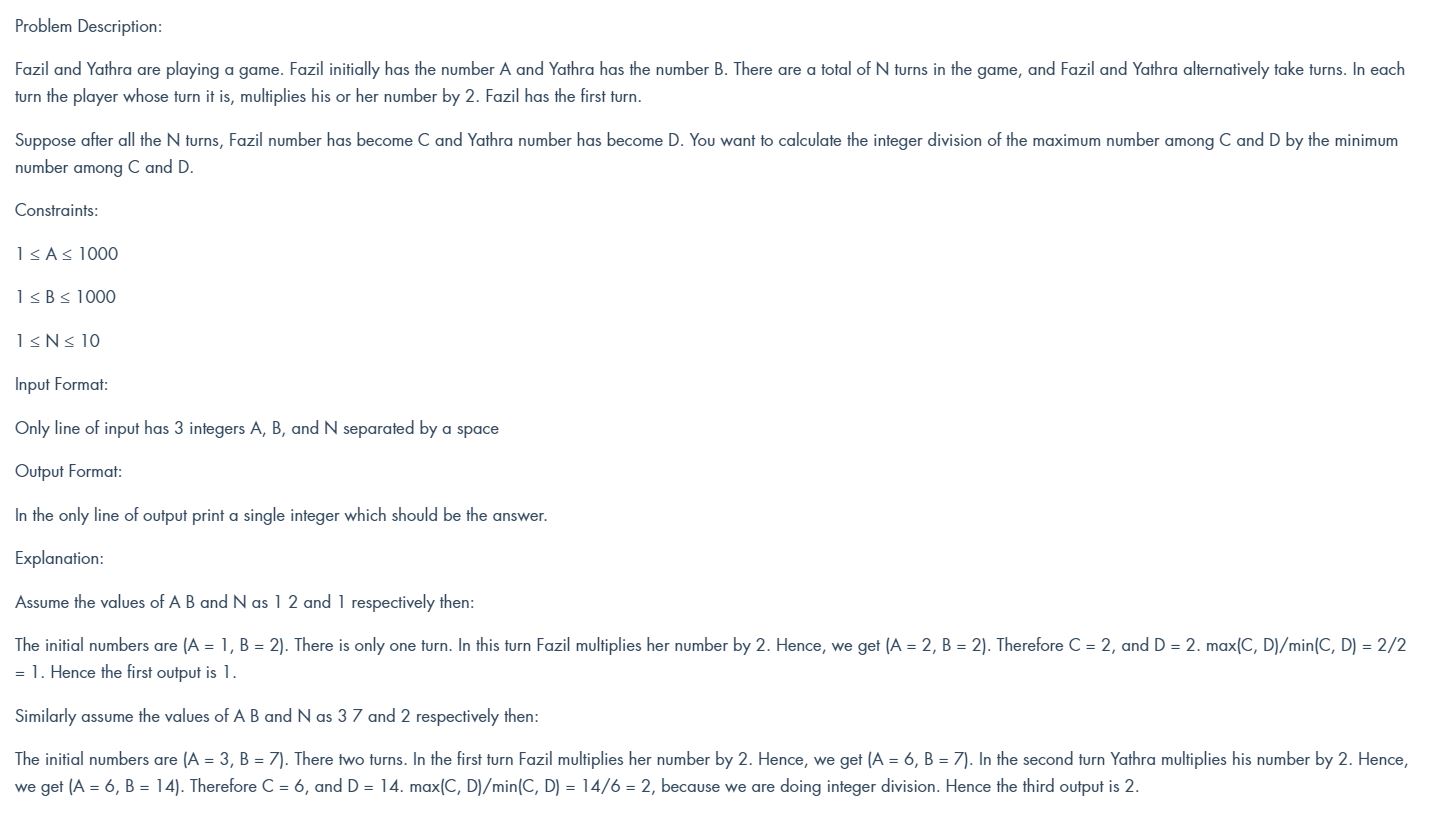 Problem Description:
Fazil and Yathra are playing a game. Fazil initially has the number A and Yathra has the number B. There are a total of N turns in the game, and Fazil and Yathra alternatively take turns. In each
turn the player whose turn it is, multiplies his or her number by 2. Fazil has the first turn.
Suppose after all the N turns, Fazil number has become C and Yathra number has become D. You want to calculate the integer division of the maximum number among C and D by the minimum
number among C and D.
Constraints:
1 ≤ A ≤ 1000
1 ≤ B ≤ 1000
1 ≤ N ≤ 10
Input Format:
Only line of input has 3 integers A, B, and N separated by a space
Output Format:
In the only line of output print a single integer which should be the answer.
Explanation:
Assume the values of A B and N as 1 2 and 1 respectively then:
The initial numbers are (A = 1, B = 2). There is only one turn. In this turn Fazil multiplies her number by 2. Hence, we get (A = 2, B = 2). Therefore C = 2, and D = 2. max(C, D)/min(C, D) = 2/2
= 1. Hence the first output is 1.
Similarly assume the values of A B and N as 3 7 and 2 respectively then:
The initial numbers are (A = 3, B = 7). There two turns. In the first turn Fazil multiplies her number by 2. Hence, we get (A = 6, B = 7). In the second turn Yathra multiplies his number by 2. Hence,
we get (A = 6, B = 14). Therefore C = 6, and D = 14. max(C, D)/min(C, D) = 14/6 = 2, because we are doing integer division. Hence the third output is 2.